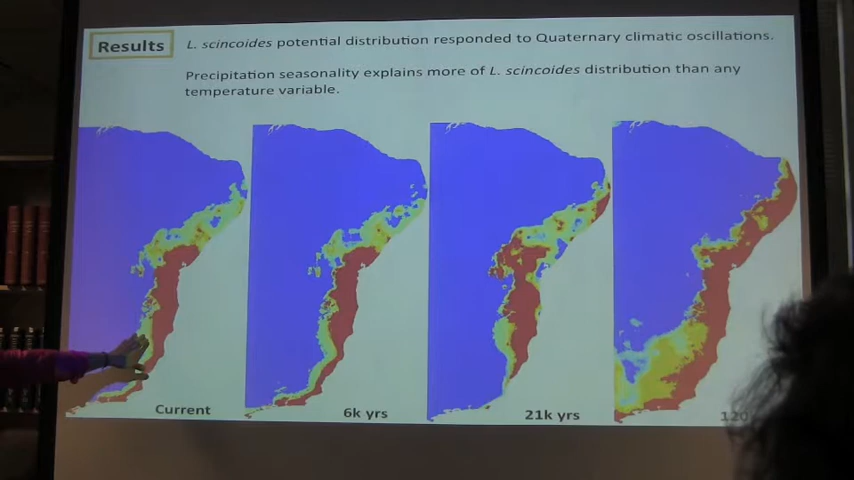 Results
L. scincoides potential distribution responded to Quaternary climatic oscillations.
Precipitation seasonality explains more of L. scincoides distribution than any
temperature variable.
Current
6k yrs
21k yrs